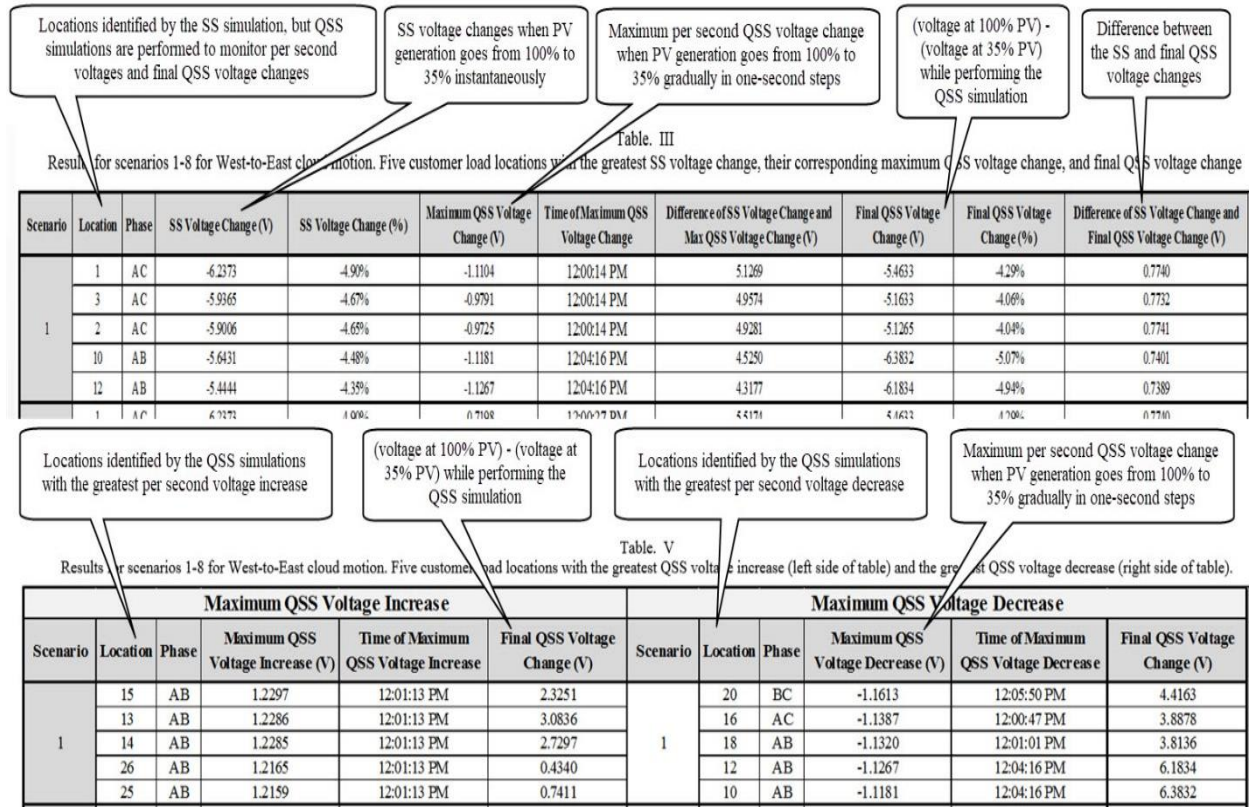 Locations identified by the SS simulation, but QSS
simulations are performed to monitor per second
voltages and final QSS voltage changes
SS voltage changes when PV
generation goes from 100% to
35% instantaneously
Maximum per second QSS voltage change
when PV generation goes from 100% to
35% gradually in one-second steps
(voltage at 100% PV) -
(voltage at 35% PV)
while performing the
QSS simulation
Difference between
the SS and final QSS
voltage changes
Table. III
Results for scenarios 1-8 for West-to-East cloud motion. Five customer load locations with the greatest SS voltage change, their corresponding maximum QSS voltage change, and final QSS voltage change
Scenario Location Phase SS Voltage Change (V) SS Voltage Change (%) Maximum QSS Voltage Change (V) Time of Maximum QSS Voltage Change Difference of SS Voltage Change and Max QSS Voltage Change (V) Final QSS Voltage Change (V) Final QSS Voltage Change (%) Difference of SS Voltage Change and Final QSS Voltage Change (V)
1 AC -6.2373 -4.90% -1.1104 12:00:14 PM 5.1269 -5.4633 -4.29% 0.7740
3 AC -5.9365 -4.67% -0.9791 12:00:14 PM 4.9574 -5.1633 -4.06% 0.7732
1 2 AC -5.9006 -4.65% -0.9725 12:00:14 PM 4.9281 -5.1265 -4.04% 0.7741
10 AB -5.6431 -4.48% -1.1181 12:04:16 PM 4.5250 -6.3832 -5.07% 0.7401
12 AB -5.4444 -4.35% -1.1267 12:04:16 PM 4.3177 -6.1834 -4.94% 0.7389
Locations identified by the QSS simulations
with the greatest per second voltage increase
(voltage at 100% PV) - (voltage at
35% PV) while performing the
QSS simulation
Locations identified by the QSS simulations
with the greatest per second voltage decrease
Maximum per second QSS voltage change
when PV generation goes from 100% to
35% gradually in one-second steps
Table. V
Results for scenarios 1-8 for West-to-East cloud motion. Five customer load locations with the greatest QSS voltage increase (left side of table) and the greatest QSS voltage decrease (right side of table).
Maximum QSS Voltage Increase Maximum QSS Voltage Decrease
Scenario Location Phase Maximum QSS Voltage Increase (V) Time of Maximum QSS Voltage Increase Final QSS Voltage Change (V) Scenario Location Phase Maximum QSS Voltage Decrease (V) Time of Maximum QSS Voltage Decrease Final QSS Voltage Change (V)
15 AB 1.2297 12:01:13 PM 2.3251 20 BC -1.1613 12:05:50 PM 4.4163
13 AB 1.2286 12:01:13 PM 3.0836 16 AC -1.1387 12:00:47 PM 3.8878
1 14 AB 1.2285 12:01:13 PM 2.7297 1 18 AB -1.1320 12:01:01 PM 3.8136
26 AB 1.2165 12:01:13 PM 0.4340 12 AB -1.1267 12:04:16 PM 6.1834
25 AB 1.2159 12:01:13 PM 0.7411 10 AB -1.1181 12:04:16 PM 6.3832